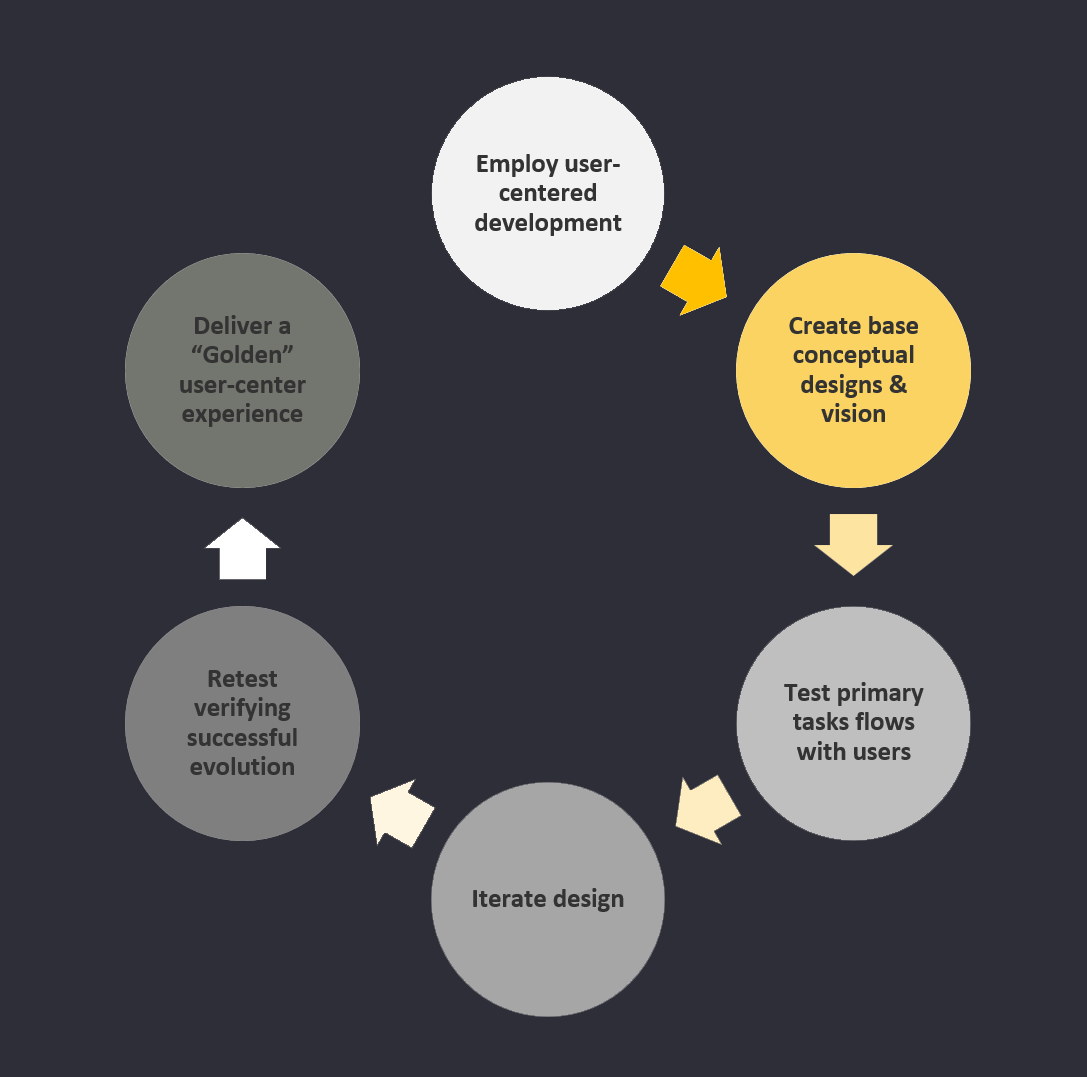 Employ user-
centered
development
Create base
conceptual
designs &
vision
Test primary
tasks flows
with users
Iterate design
Retest
verifying
successful
evolution
Deliver a
“Golden”
user-center
experience